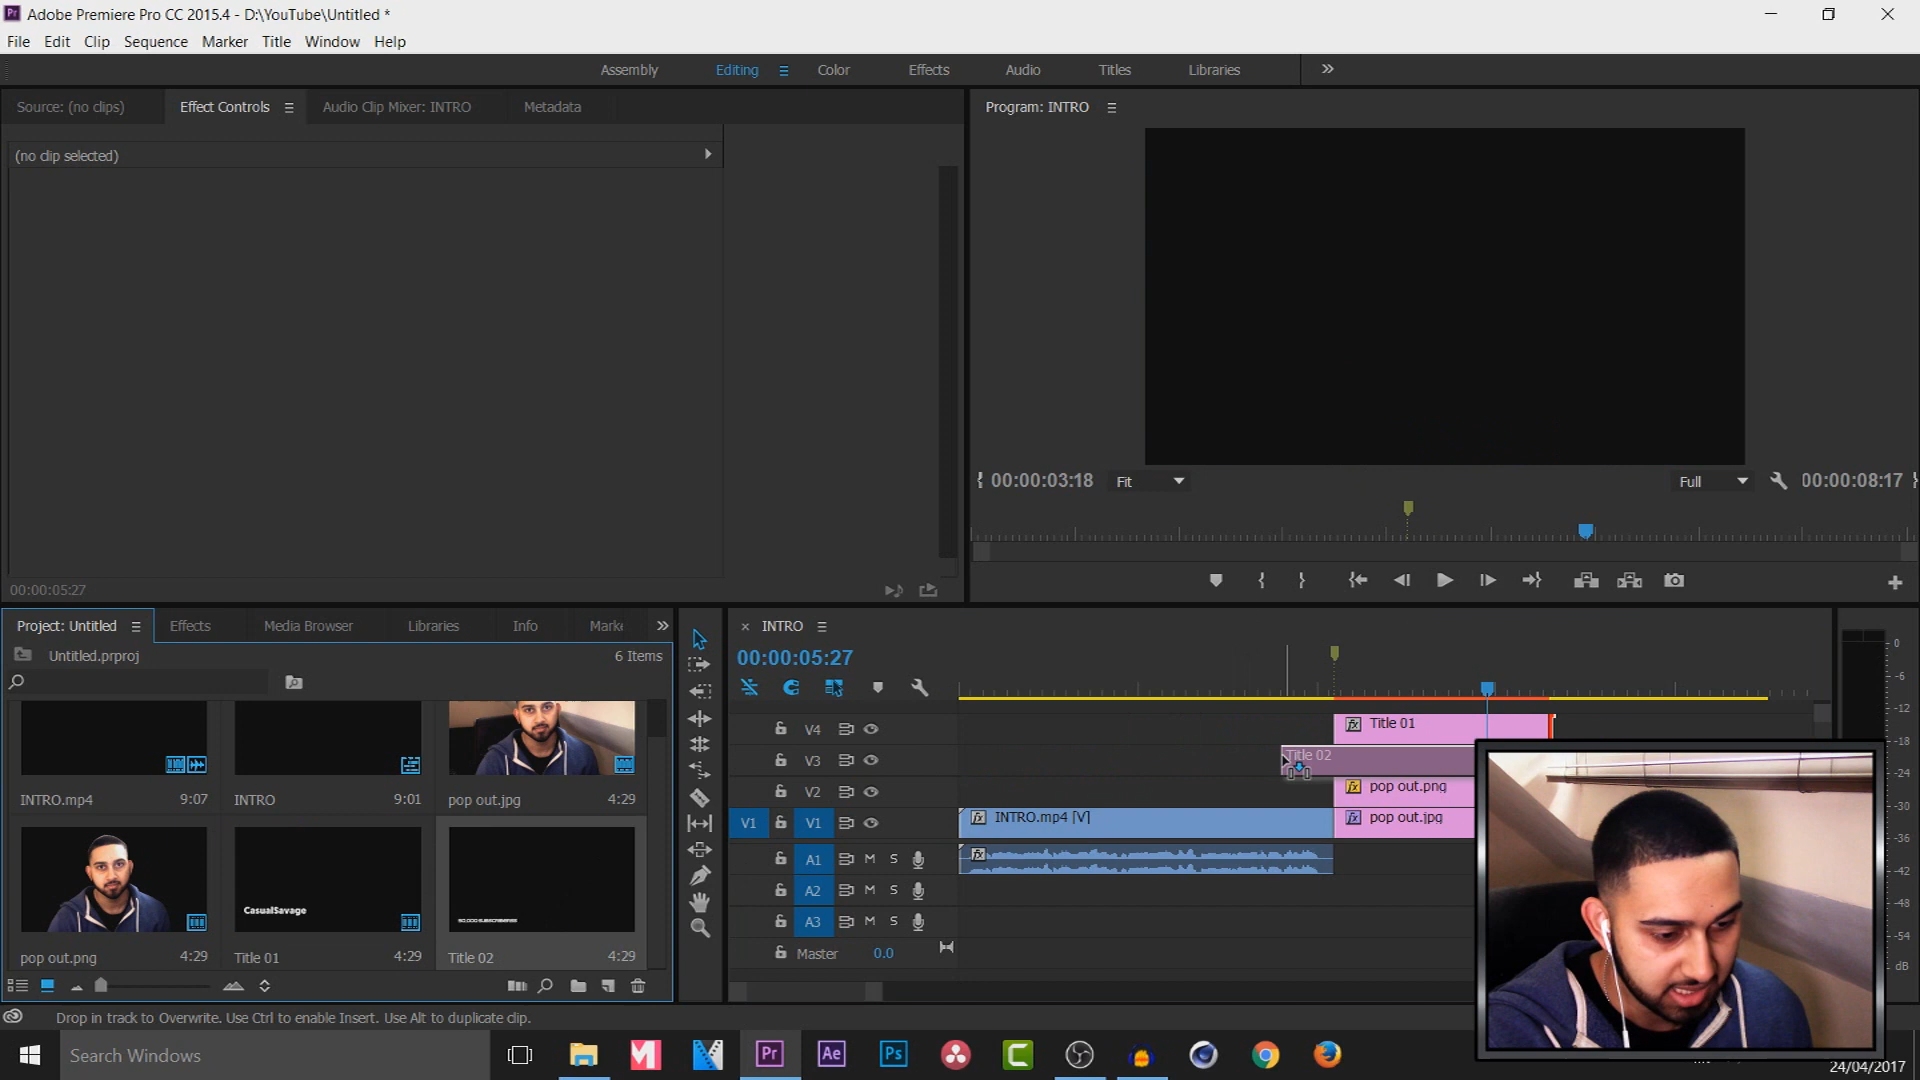 Adobe Premiere Pro CC 2015.4 - D:\YouTube\Untitled *
File Edit Clip Sequence Marker Title Window Help
Assembly Editing Color Effects Audio Titles Libraries
Source: (no clips) Effect Controls Audio Clip Mixer: INTRO Metadata
Program: INTRO
(no clip selected)
00:00:03:18 Fit Full 00:00:08:17
00:00:05:27
Project: Untitled Effects Media Browser Libraries Info Marke
Untitled.prproj 6 Items
INTRO.mp4 9:07 INTRO 9:01 pop out.jpg 4:29
CasualSavage
50,000 SUBSCRIBERS
pop out.png 4:29 Title 01 4:29 Title 02 4:29
INTRO
00:00:05:27
V4 Title 01
V3 Title 02
V2 pop out.png
V1 V1 INTRO.mp4 [V] pop out.jpg
A1 M S
A2 M S
A3 M S
Master 0.0
0
-6
-12
-18
-24
-30
-36
-42
-48
-54
dB
Drop in track to Overwrite. Use Ctrl to enable Insert. Use Alt to duplicate clip.
Search Windows
Pr Ae Ps
24/04/2017